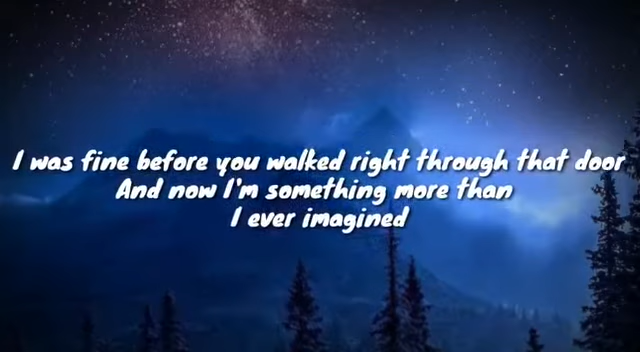 I was fine before you walked right through that door
And now I'm something more than
I ever imagined